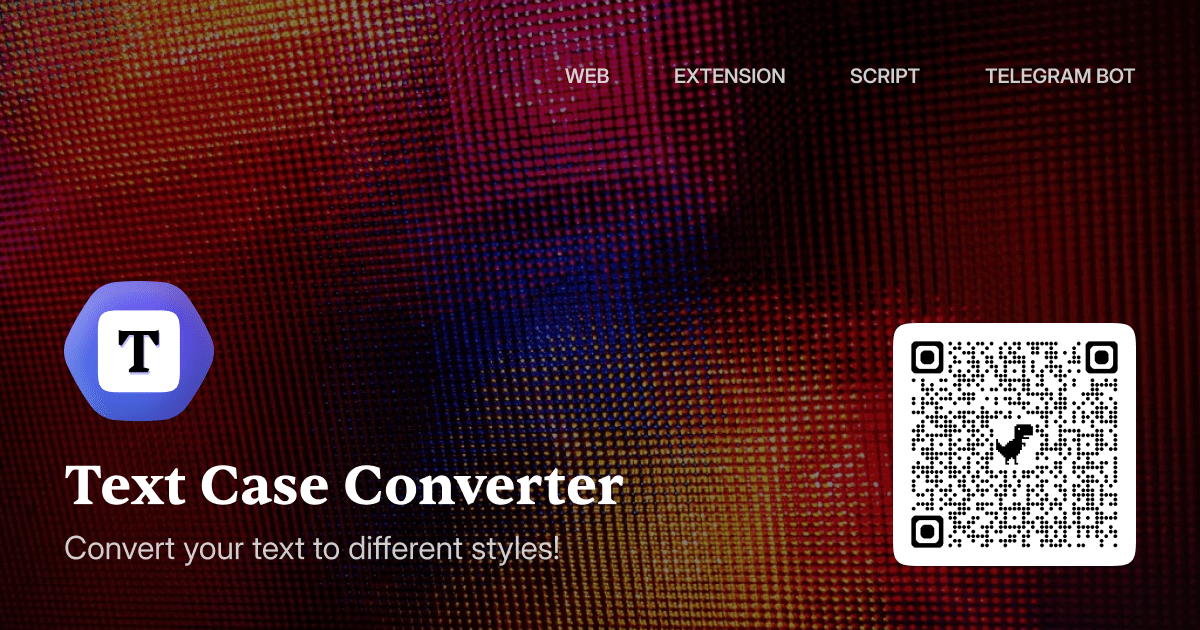 WEB EXTENSION SCRIPT TELEGRAM BOT
T
Text Case Converter
Convert your text to different styles!